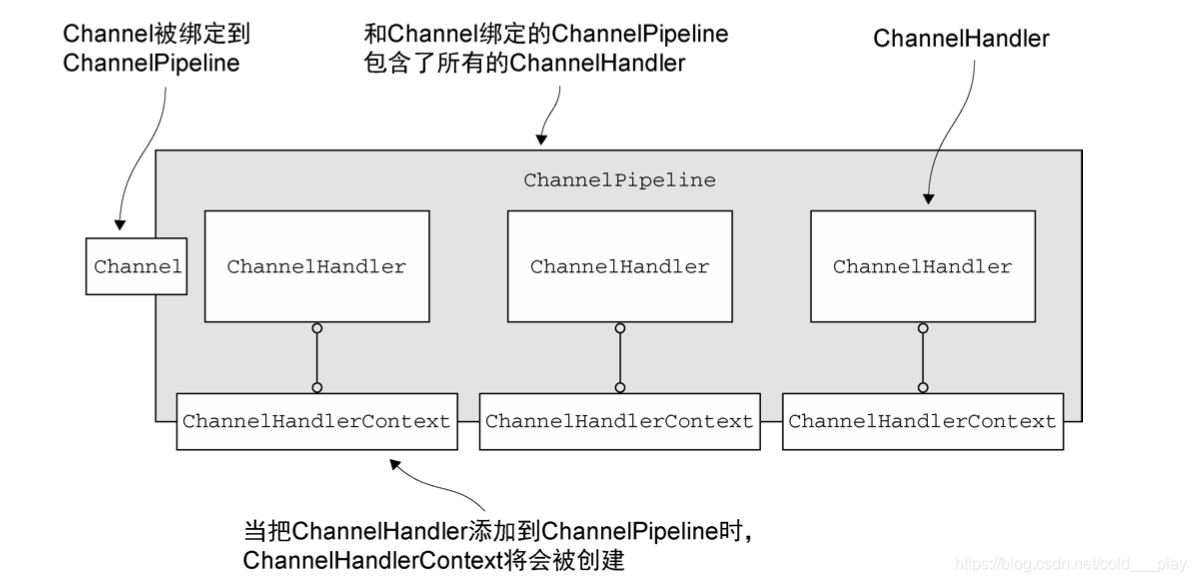 Channel被绑定到
ChannelPipeline
和Channel绑定的ChannelPipeline
包含了所有的ChannelHandler
ChannelHandler
ChannelPipeline
Channel
ChannelHandler
ChannelHandler
ChannelHandler
ChannelHandlerContext
ChannelHandlerContext
ChannelHandlerContext
当把ChannelHandler添加到ChannelPipeline时，
ChannelHandlerContext将会被创建
https://blog.csdn.net/cold___play